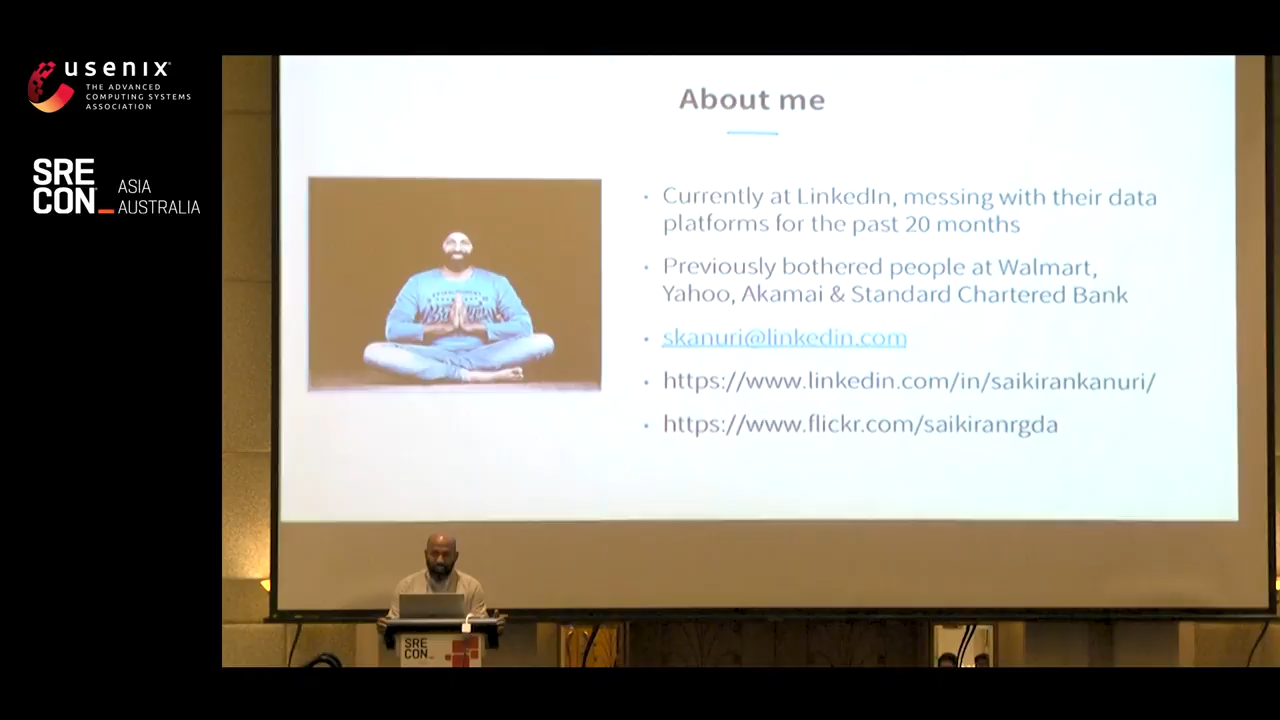 usenix
THE ADVANCED
COMPUTING SYSTEMS
ASSOCIATION
SRE
CON
ASIA
AUSTRALIA
About me
• Currently at LinkedIn, messing with their data
platforms for the past 20 months
• Previously bothered people at Walmart,
Yahoo, Akamai & Standard Chartered Bank
• skanuri@linkedin.com
• https://www.linkedin.com/in/saikirankanuri/
• https://www.flickr.com/saikiranrgda
SRE
CON